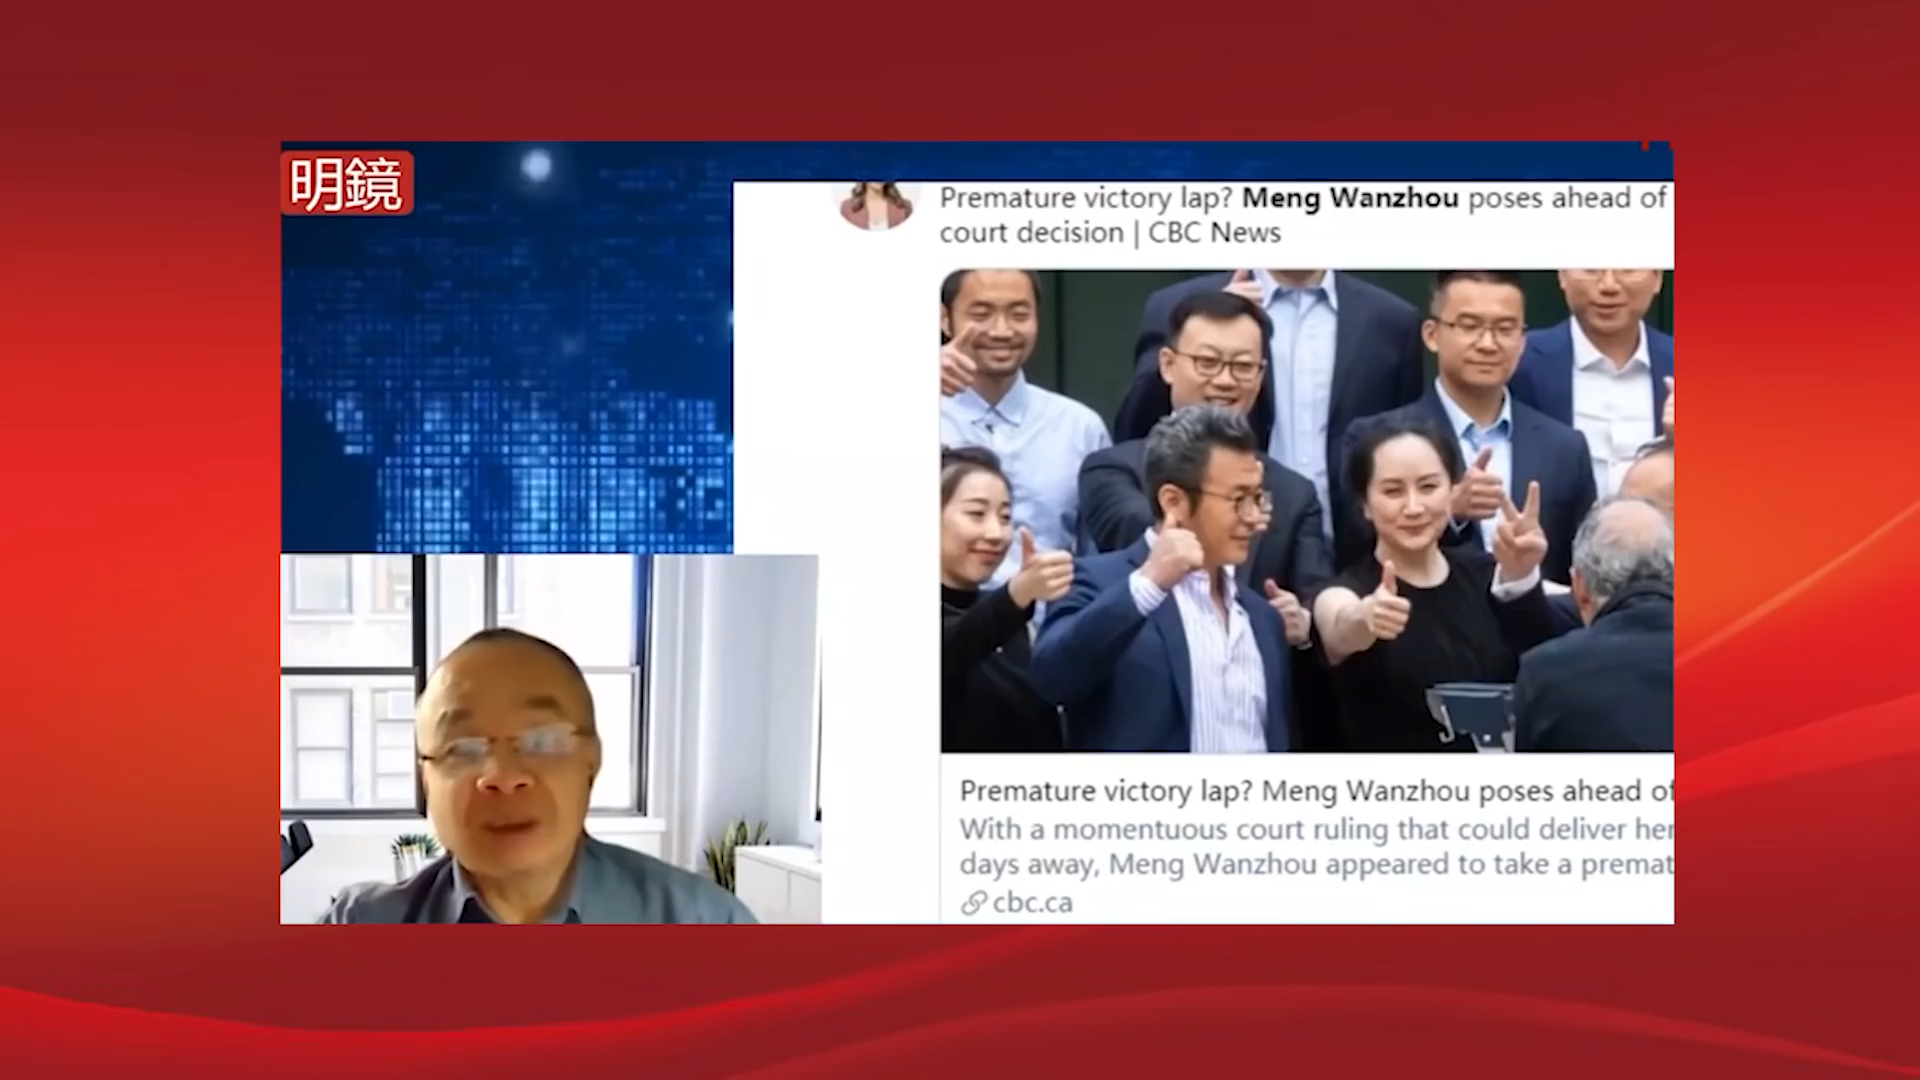 明鏡
Premature victory lap? Meng Wanzhou poses ahead of
court decision | CBC News
Premature victory lap? Meng Wanzhou poses ahead of
With a momentuous court ruling that could deliver her
days away, Meng Wanzhou appeared to take a premat
cbc.ca